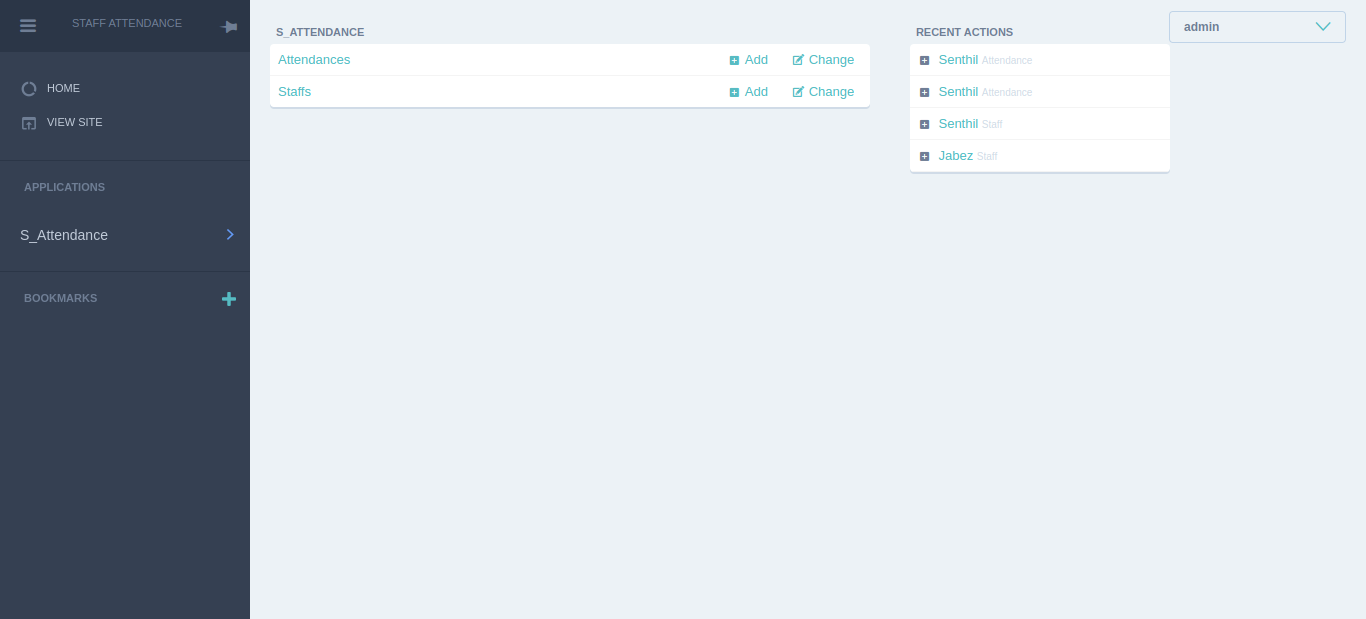 STAFF ATTENDANCE
HOME
VIEW SITE
APPLICATIONS
S_Attendance
BOOKMARKS
S_ATTENDANCE
Attendances Add Change
Staffs Add Change
RECENT ACTIONS
Senthil Attendance
Senthil Attendance
Senthil Staff
Jabez Staff
admin